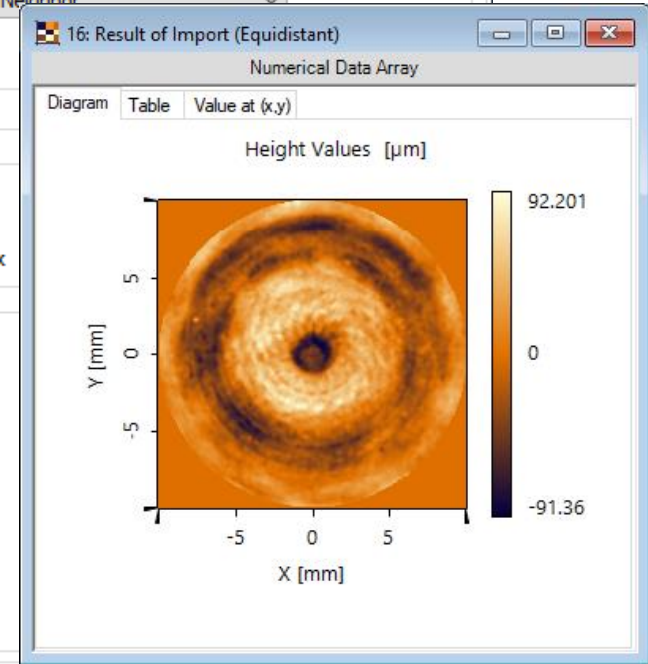 16: Result of Import (Equidistant)
Numerical Data Array
Diagram Table Value at (x,y)
Height Values [µm]
92.201
0
-91.36
5
0
-5
Y [mm]
-5 0 5
X [mm]